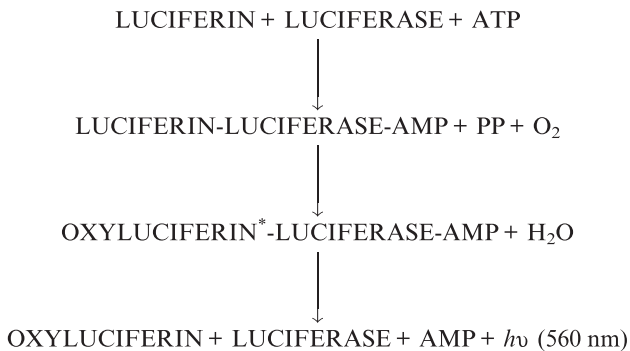 LUCIFERIN + LUCIFERASE + ATP
LUCIFERIN-LUCIFERASE-AMP + PP + O₂
OXYLUCIFERIN*-LUCIFERASE-AMP + H₂O
OXYLUCIFERIN + LUCIFERASE + AMP + hυ (560 nm)